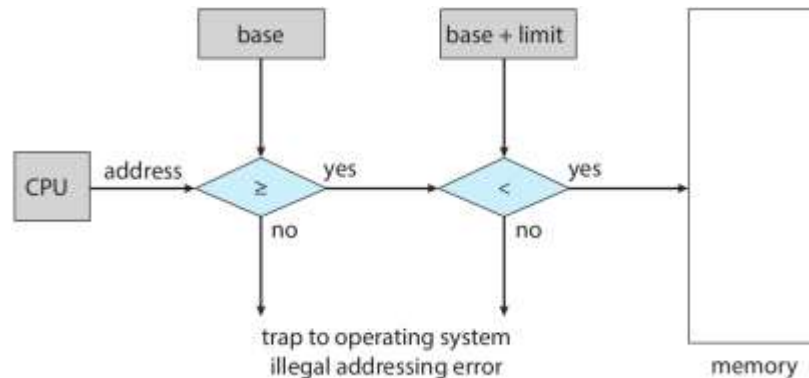 base
base + limit
CPU
address
≥
yes
<
yes
no
no
trap to operating system
illegal addressing error
memory